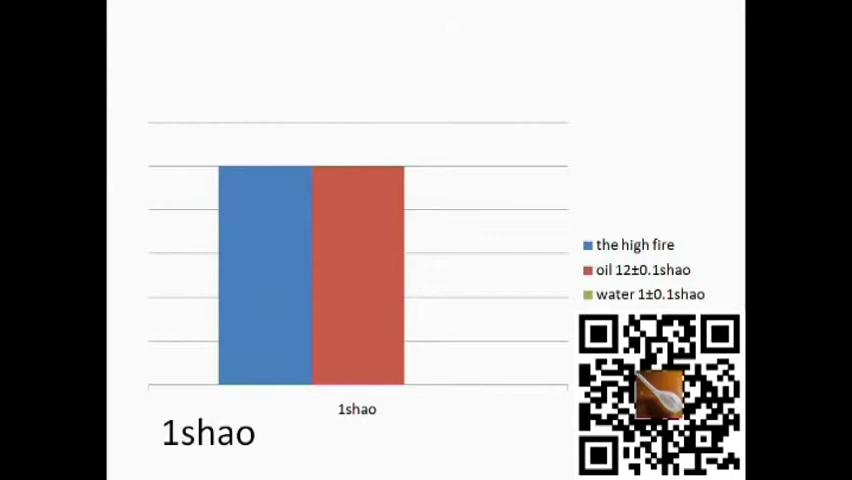 the high fire
oil 12±0.1shao
water 1±0.1shao
1shao
1shao